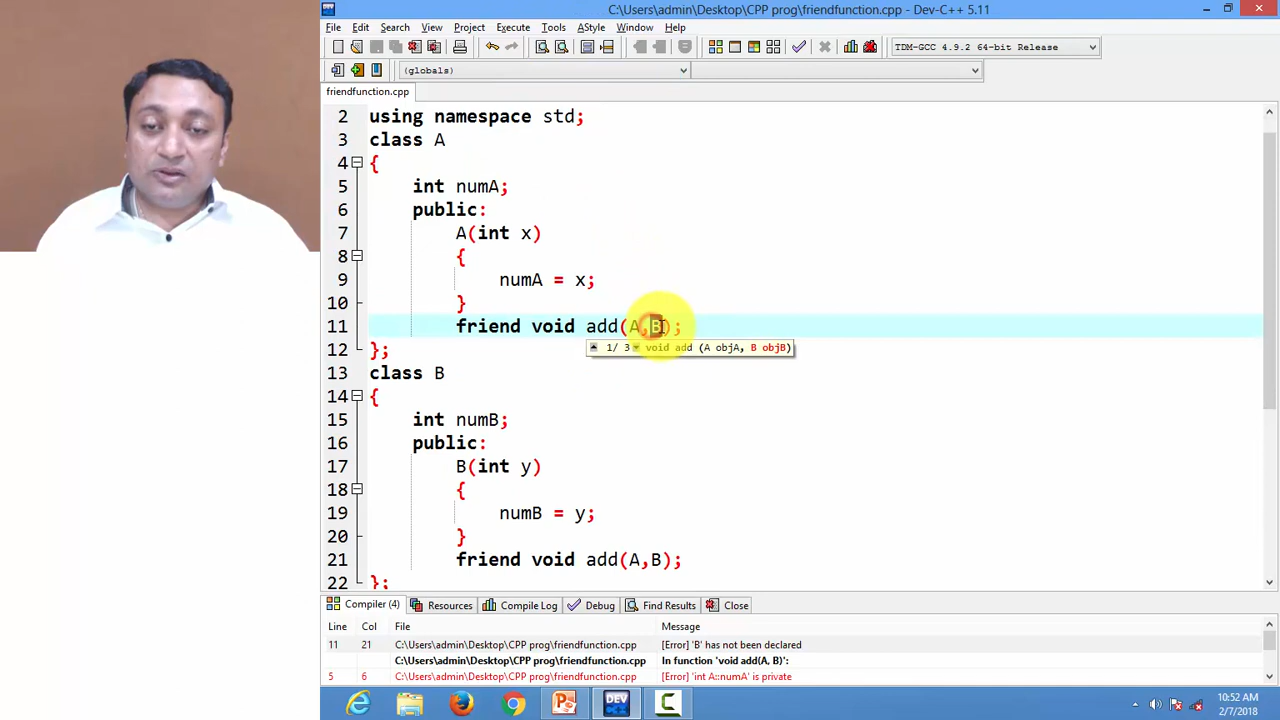 C:\Users\admin\Desktop\CPP prog\friendfunction.cpp - Dev-C++ 5.11
File Edit Search View Project Execute Tools AStyle Window Help
TDM-GCC 4.9.2 64-bit Release
(globals)
friendfunction.cpp
2 using namespace std;
3 class A
4 {
5 int numA;
6 public:
7 A(int x)
8 {
9 numA = x;
10 }
11 friend void add(A,B);
12 };
1/ 3 void add (A objA, B objB)
13 class B
14 {
15 int numB;
16 public:
17 B(int y)
18 {
19 numB = y;
20 }
21 friend void add(A,B);
22 };
Compiler (4) Resources Compile Log Debug Find Results Close
Line Col File Message
11 21 C:\Users\admin\Desktop\CPP prog\friendfunction.cpp [Error] 'B' has not been declared
C:\Users\admin\Desktop\CPP prog\friendfunction.cpp In function 'void add(A, B)':
5 6 C:\Users\admin\Desktop\CPP prog\friendfunction.cpp [Error] 'int A::numA' is private
DEV
10:52 AM
2/7/2018